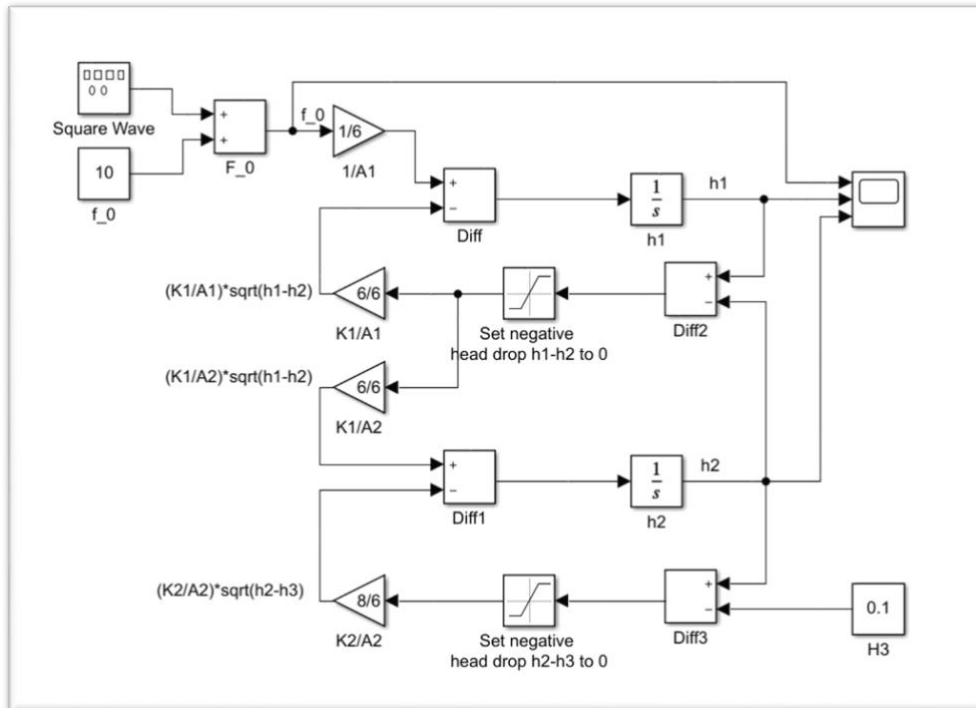 Square Wave
10
f_0
+
+
F_0
f_0
1/6
1/A1
+
−
Diff
1
s
h1
h1
(K1/A1)*sqrt(h1-h2)
6/6
K1/A1
Set negative
head drop h1-h2 to 0
+
−
Diff2
(K1/A2)*sqrt(h1-h2)
6/6
K1/A2
+
−
Diff1
1
s
h2
h2
(K2/A2)*sqrt(h2-h3)
8/6
K2/A2
Set negative
head drop h2-h3 to 0
+
−
Diff3
0.1
H3